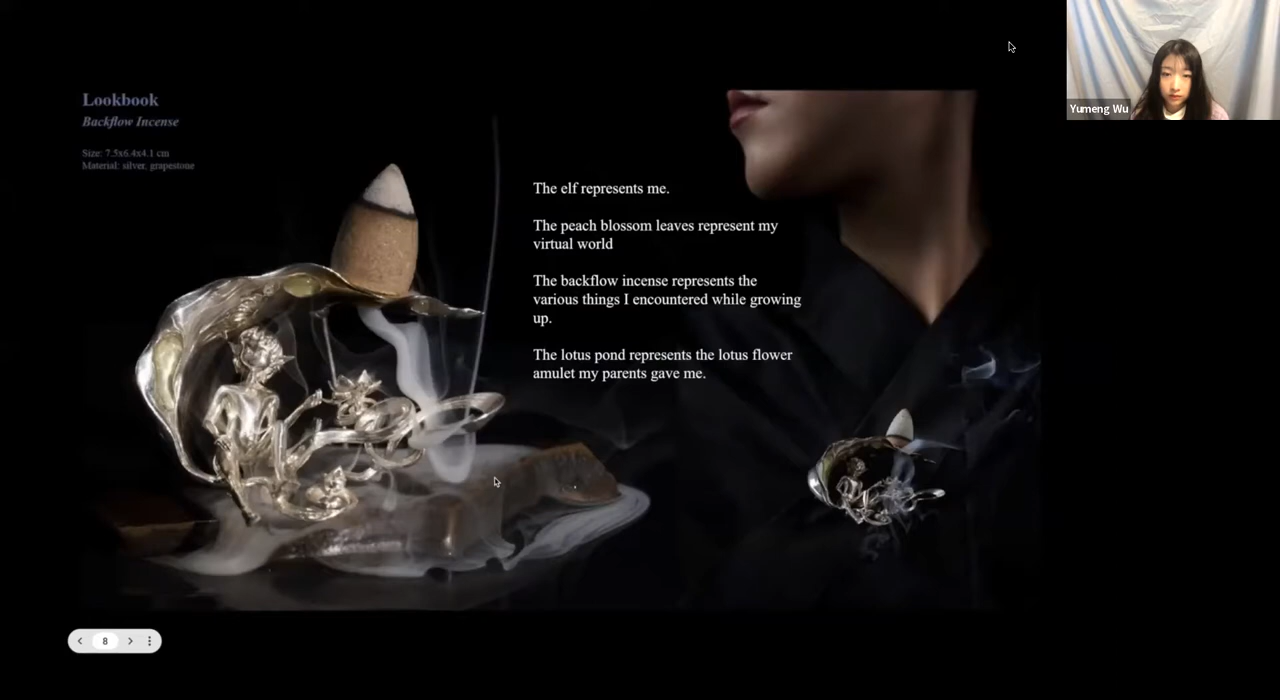 Lookbook
Backflow Incense
Size: 7.5x6.4x4.1 cm
Material: silver, grapestone
The elf represents me.
The peach blossom leaves represent my
virtual world
The backflow incense represents the
various things I encountered while growing
up.
The lotus pond represents the lotus flower
amulet my parents gave me.
Yumeng Wu
8